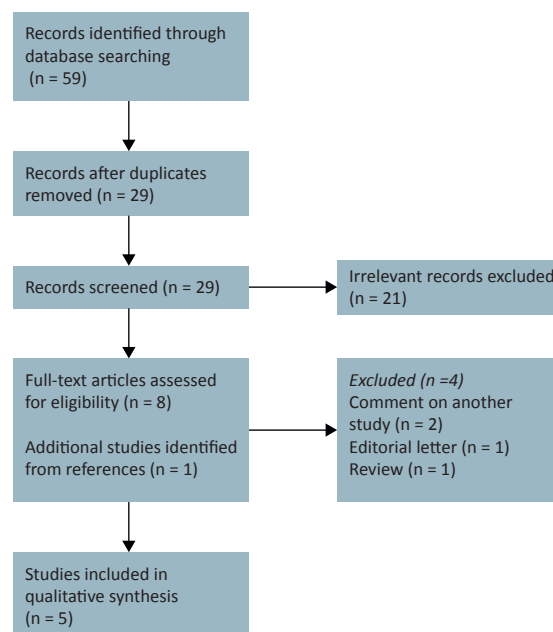 Records identified through
database searching
(n = 59)
Records after duplicates
removed (n = 29)
Records screened (n = 29)
Irrelevant records excluded
(n = 21)
Full-text articles assessed
for eligibility (n = 8)
Additional studies identified
from references (n = 1)
Excluded (n =4)
Comment on another
study (n = 2)
Editorial letter (n = 1)
Review (n = 1)
Studies included in
qualitative synthesis
(n = 5)